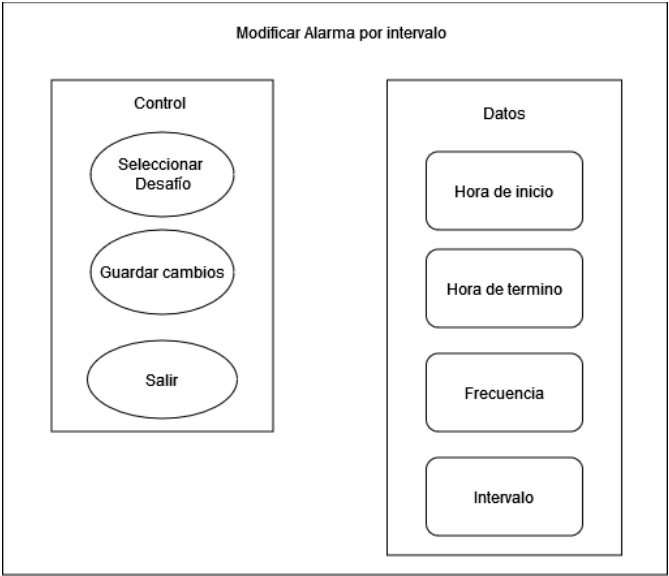 Modificar Alarma por intervalo
Control
Seleccionar
Desafío
Guardar cambios
Salir
Datos
Hora de inicio
Hora de termino
Frecuencia
Intervalo